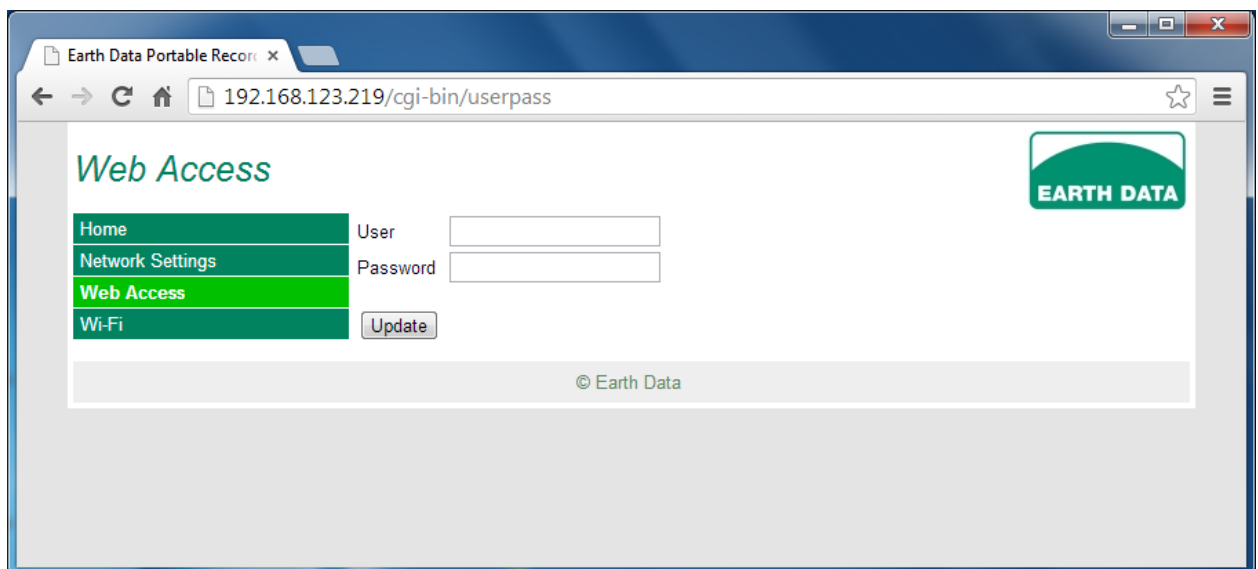 Earth Data Portable Recor
192.168.123.219/cgi-bin/userpass
Web Access
EARTH DATA
Home
User
Network Settings
Password
Web Access
Wi-Fi
Update
© Earth Data